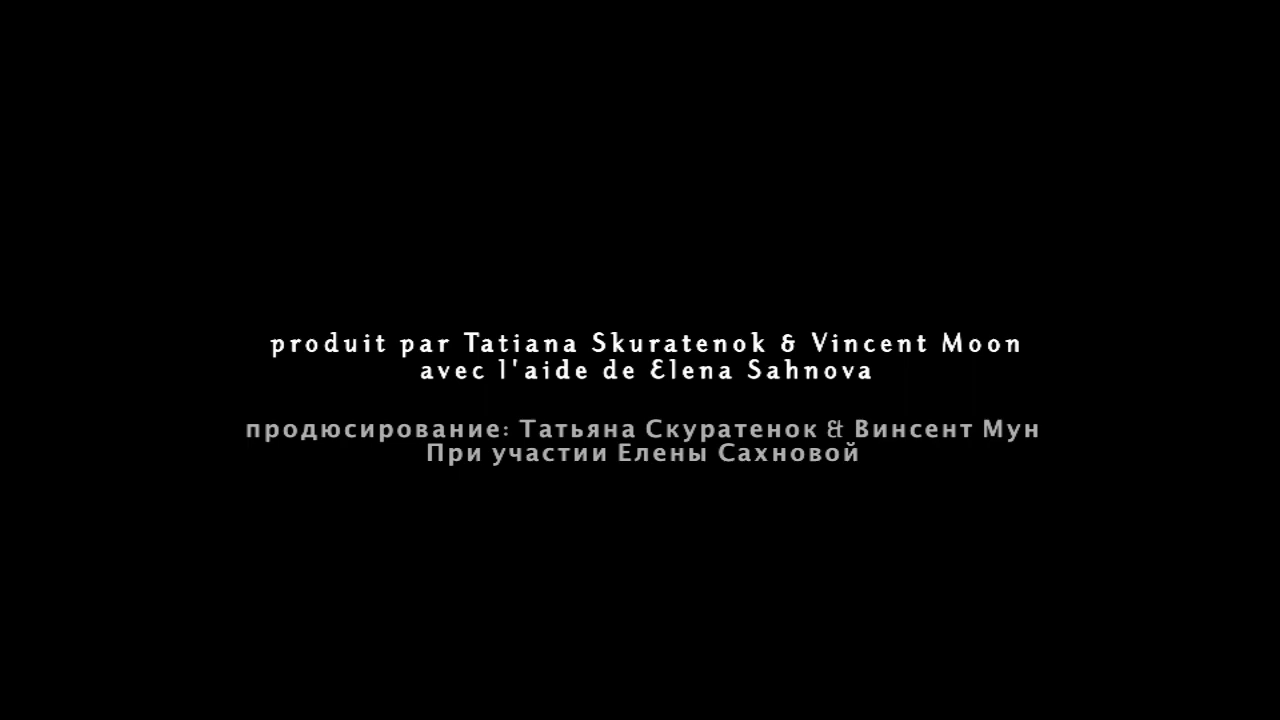 produit par Tatiana Skuratenok & Vincent Moon
avec l'aide de Elena Sahnova
продюсирование: Татьяна Скуратенок & Винсент Мун
При участии Елены Сахновой